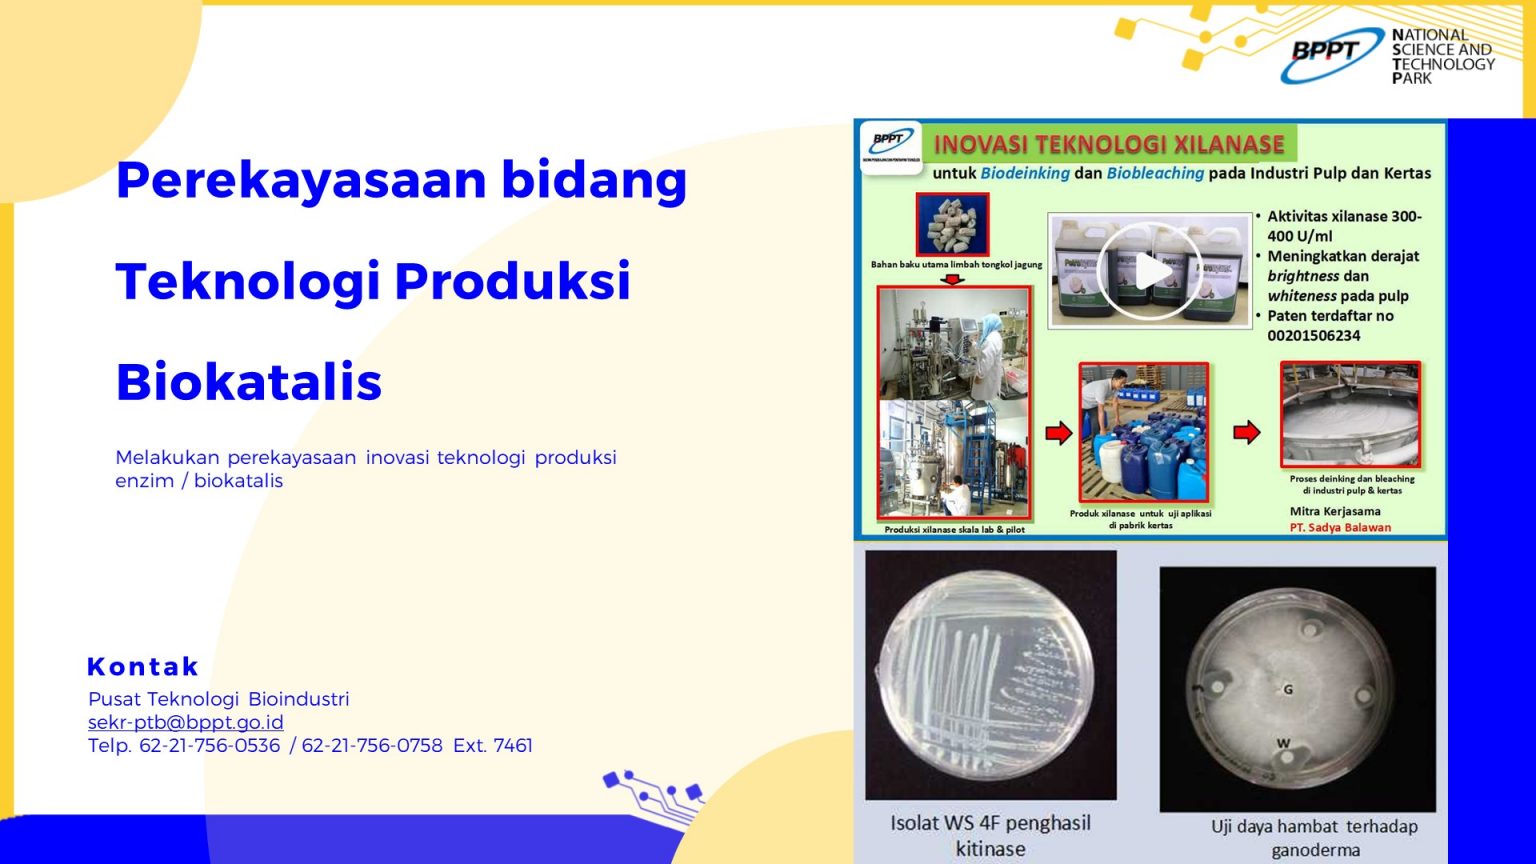 BPPT
NATIONAL
SCIENCE AND
TECHNOLOGY
PARK
Perekayasaan bidang
Teknologi Produksi
Biokatalis
Melakukan perekayasaan inovasi teknologi produksi
enzim / biokatalis
Kontak
Pusat Teknologi Bioindustri
sekr-ptb@bppt.go.id
Telp. 62-21-756-0536 / 62-21-756-0758 Ext. 7461
BPPT
INOVASI TEKNOLOGI XILANASE
untuk Biodeinking dan Biobleaching pada Industri Pulp dan Kertas
Bahan baku utama limbah tongkol jagung
• Aktivitas xilanase 300-
400 U/ml
• Meningkatkan derajat
brightness dan
whiteness pada pulp
• Paten terdaftar no
00201506234
Produksi xilanase skala lab & pilot
Produk xilanase untuk uji aplikasi
di pabrik kertas
Proses deinking dan bleaching
di industri pulp & kertas
Mitra Kerjasama
PT. Sadya Balawan
G
W
Isolat WS 4F penghasil
kitinase
Uji daya hambat terhadap
ganoderma